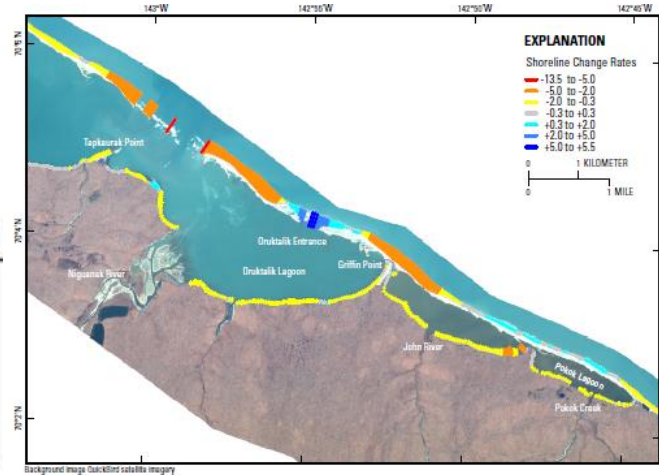 143°W
142°55'W
142°50'W
142°45'W
70°5'N
EXPLANATION
Shoreline Change Rates
-13.5 to -5.0
-5.0 to -2.0
-2.0 to -0.3
-0.3 to +0.3
+0.3 to +2.0
+2.0 to +5.0
+5.0 to +5.5
0 1 KILOMETER
0 1 MILE
Tapkaurak Point
70°4'N
Oruktalik Entrance
Griffin Point
Niguanak River
Oruktalik Lagoon
John River
Pokok Lagoon
Pokok Creek
70°2'N
Background image QuickBird satellite imagery